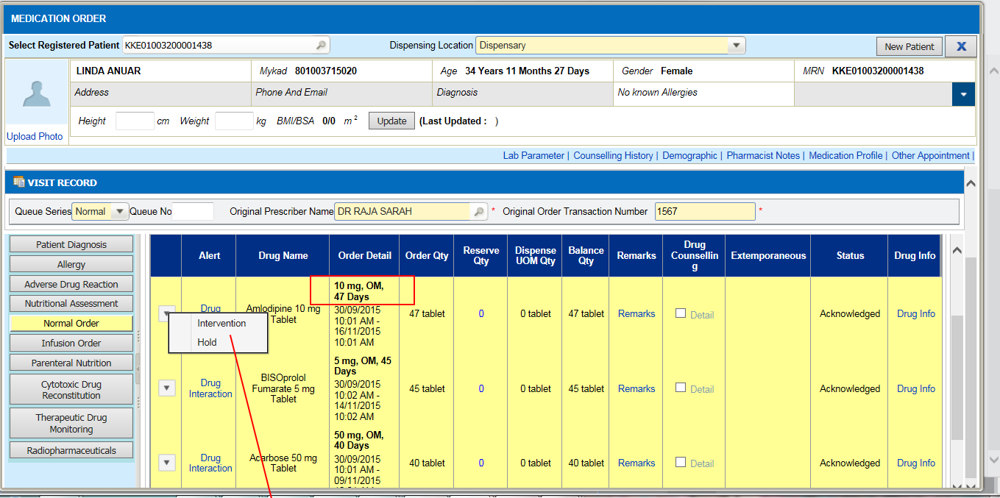 MEDICATION ORDER
Select Registered Patient KKE01003200001438 Dispensing Location Dispensary New Patient X
LINDA ANUAR Mykad 801003715020 Age 34 Years 11 Months 27 Days Gender Female MRN KKE01003200001438
Address Phone And Email Diagnosis No known Allergies
Height cm Weight kg BMI/BSA 0/0 m 2 Update (Last Updated : )
Upload Photo
Lab Parameter | Counselling History | Demographic | Pharmacist Notes | Medication Profile | Other Appointment |
VISIT RECORD
Queue Series Normal Queue No Original Prescriber Name DR RAJA SARAH * Original Order Transaction Number 1567 *
Patient Diagnosis
Allergy
Adverse Drug Reaction
Nutritional Assessment
Normal Order
Infusion Order
Parenteral Nutrition
Cytotoxic Drug
Reconstitution
Therapeutic Drug
Monitoring
Radiopharmaceuticals
Alert Drug Name Order Detail Order Qty Reserve Qty Dispense UOM Qty Balance Qty Remarks Drug Counsellin g Extemporaneous Status Drug Info
10 mg, OM,
47 Days
Drug Amlodipine 10 mg
Tablet
30/09/2015
10:01 AM -
16/11/2015
10:01 AM
47 tablet 0 0 tablet 47 tablet Remarks Detail Acknowledged Drug Info
Intervention
Hold
Drug
Interaction
BISOprolol
Fumarate 5 mg
Tablet
5 mg, OM, 45
Days
30/09/2015
10:02 AM -
14/11/2015
10:02 AM
45 tablet 0 0 tablet 45 tablet Remarks Detail Acknowledged Drug Info
Drug
Interaction
Acarbose 50 mg
Tablet
50 mg, OM,
40 Days
30/09/2015
10:01 AM -
09/11/2015
40 tablet 0 0 tablet 40 tablet Remarks Detail Acknowledged Drug Info